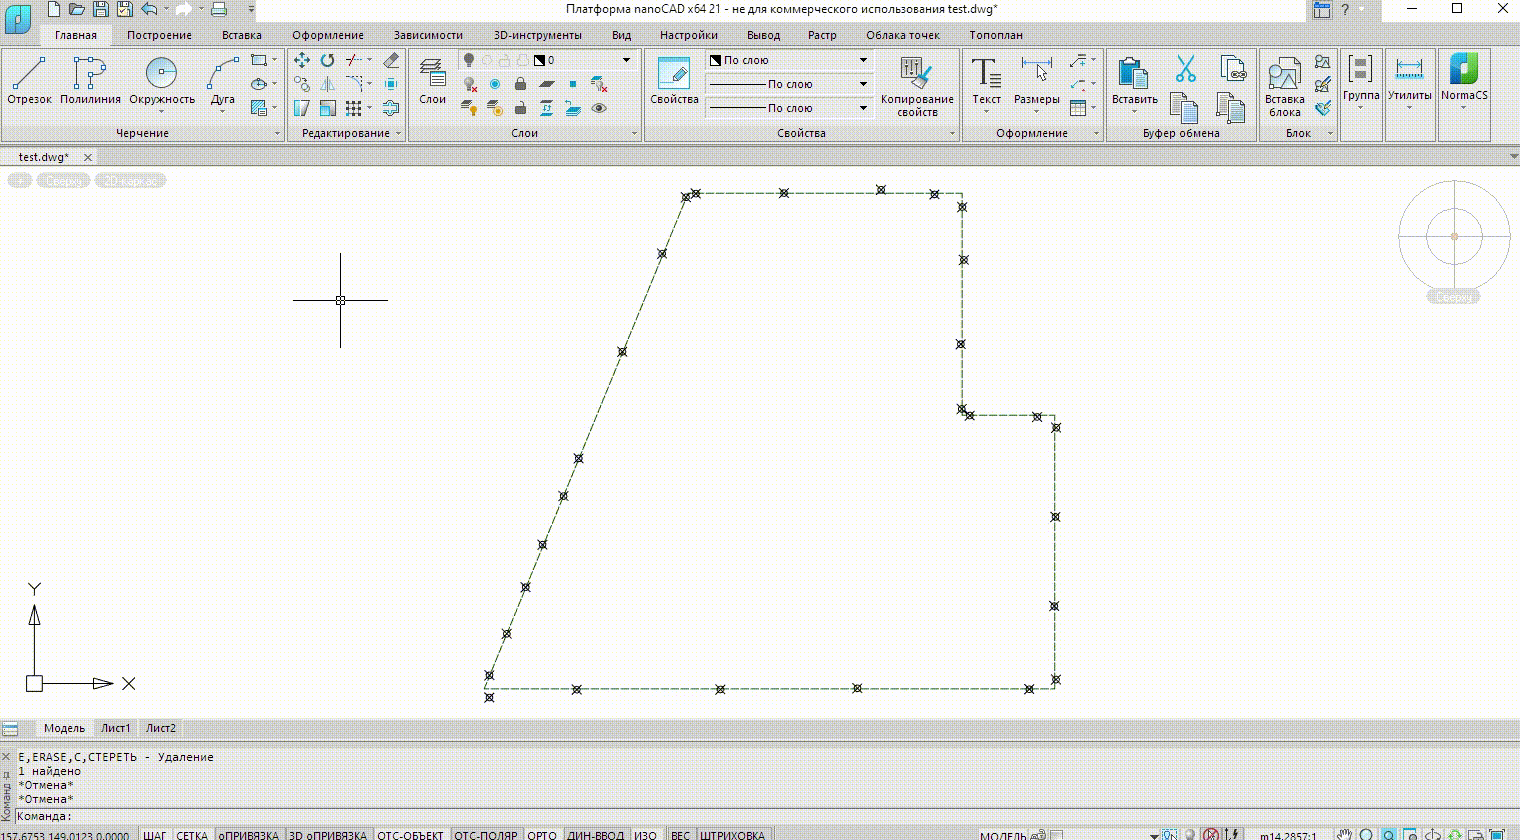 Платформа nanoCAD x64 21 - не для коммерческого использования test.dwg*
?
Главная Построение Вставка Оформление Зависимости 3D-инструменты Вид Настройки Вывод Растр Облака точек Топоплан
Отрезок Полилиния Окружность Дуга
Черчение
Редактирование
0
Слои
Слои
Свойства
По слою
По слою
По слою
Копирование свойств
Свойства
Текст Размеры
Оформление
Вставить
Буфер обмена
Вставка блока
Блок
Группа
Утилиты
NormaCS
test.dwg*
+ Сверху 2D-каркас
Сверху
Y
X
Модель Лист1 Лист2
E,ERASE,С,СТЕРЕТЬ - Удаление
1 найдено
*Отмена*
*Отмена*
Команда:
157.6753,149.0123,0.0000 ШАГ СЕТКА оПРИВЯЗКА 3D оПРИВЯЗКА ОТС-ОБЪЕКТ ОТС-ПОЛЯР ОРТО ДИН-ВВОД ИЗО ВЕС ШТРИХОВКА МОДЕЛЬ m14.2857:1